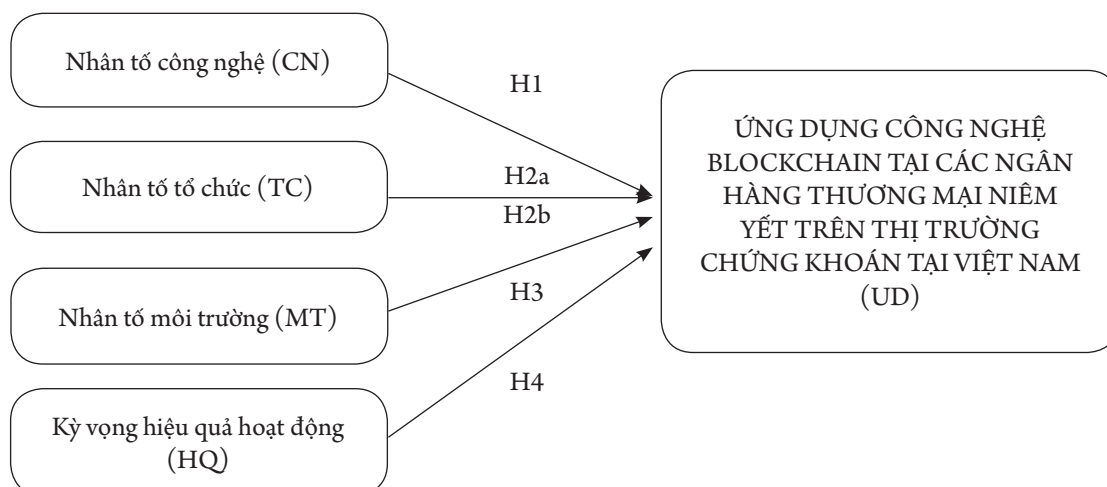 Nhân tố công nghệ (CN)
H1
Nhân tố tổ chức (TC)
H2a
H2b
Nhân tố môi trường (MT)
H3
Kỳ vọng hiệu quả hoạt động
(HQ)
H4
ỨNG DỤNG CÔNG NGHỆ
BLOCKCHAIN TẠI CÁC NGÂN
HÀNG THƯƠNG MẠI NIÊM
YẾT TRÊN THỊ TRƯỜNG
CHỨNG KHOÁN TẠI VIỆT NAM
(UD)